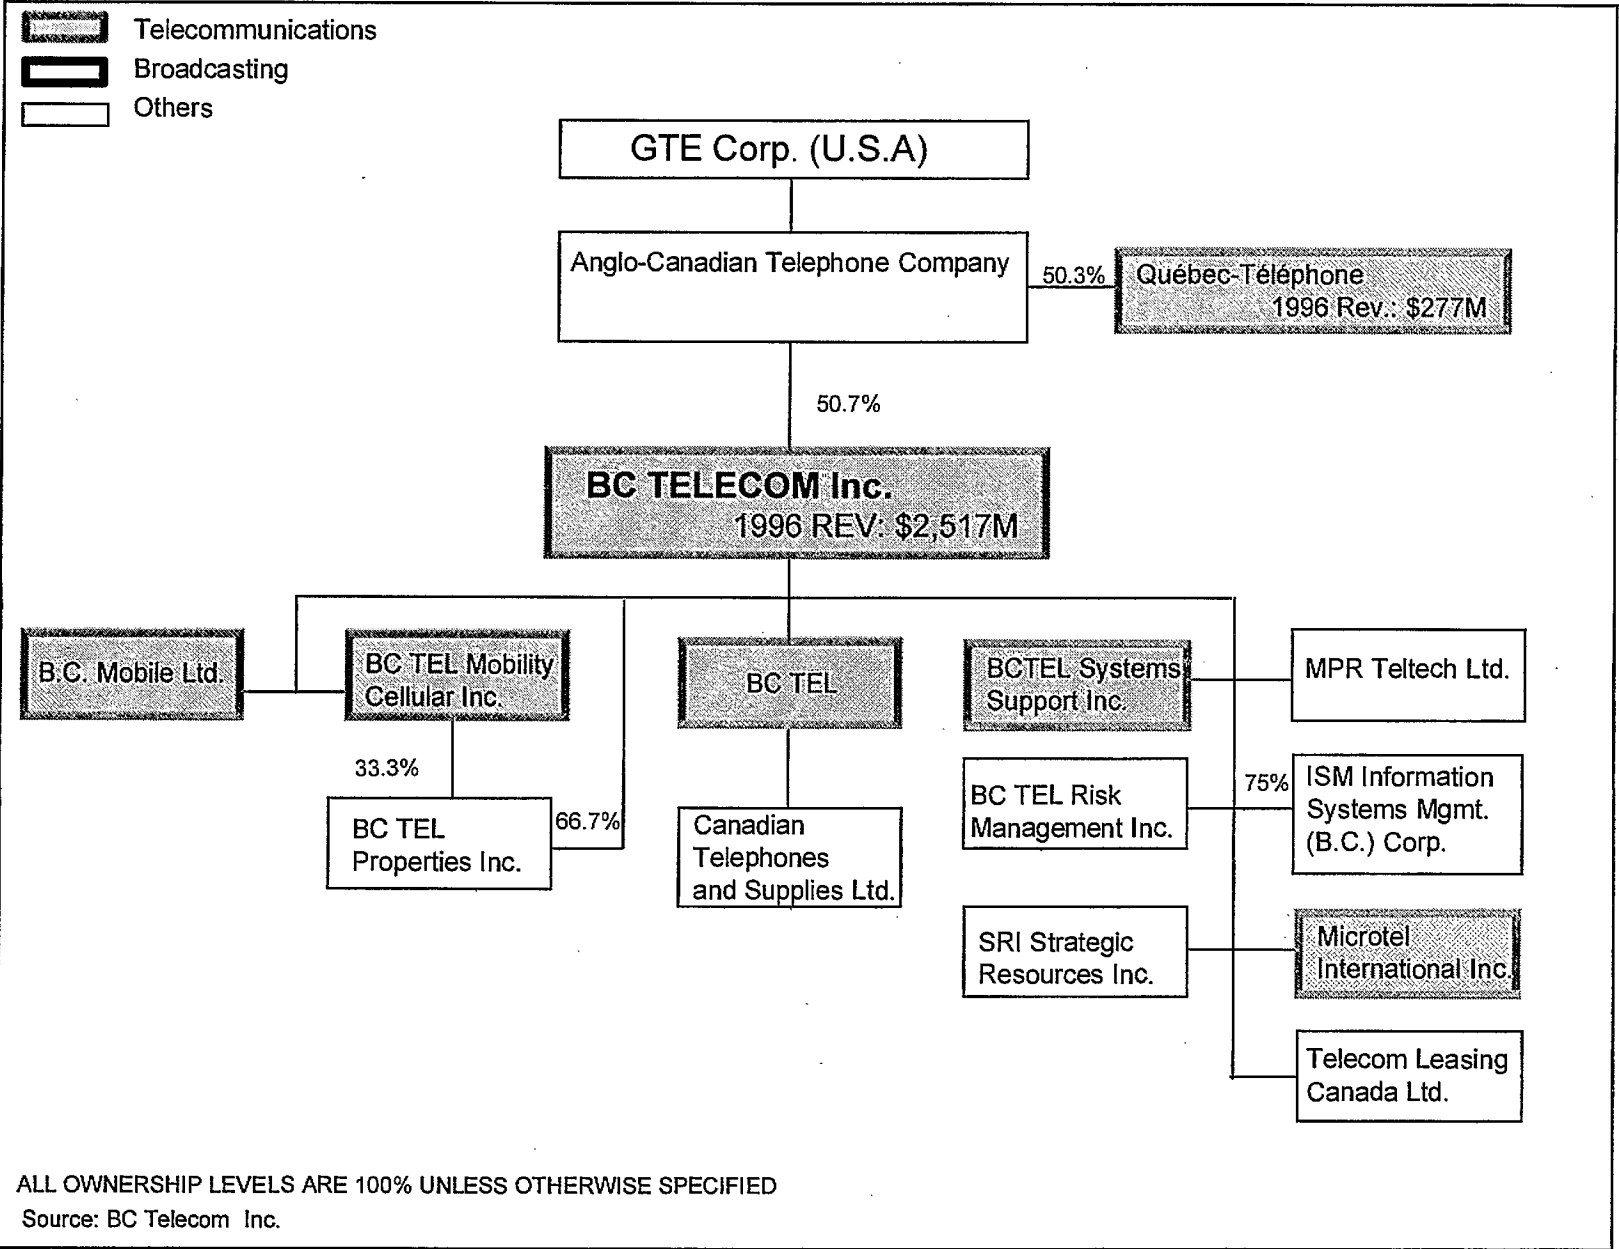 Telecommunications
Broadcasting
Others
GTE Corp. (U.S.A)
Anglo-Canadian Telephone Company
50.3%
Québec-Téléphone
1996 Rev.: $277M
50.7%
BC TELECOM Inc.
1996 REV: $2,517M
B.C. Mobile Ltd.
BC TEL Mobility
Cellular Inc.
BC TEL
BCTEL Systems
Support Inc.
MPR Teltech Ltd.
33.3%
BC TEL
Properties Inc.
66.7%
Canadian
Telephones
and Supplies Ltd.
BC TEL Risk
Management Inc.
75%
ISM Information
Systems Mgmt.
(B.C.) Corp.
SRI Strategic
Resources Inc.
Microtel
International Inc.
Telecom Leasing
Canada Ltd.
ALL OWNERSHIP LEVELS ARE 100% UNLESS OTHERWISE SPECIFIED
Source: BC Telecom Inc.